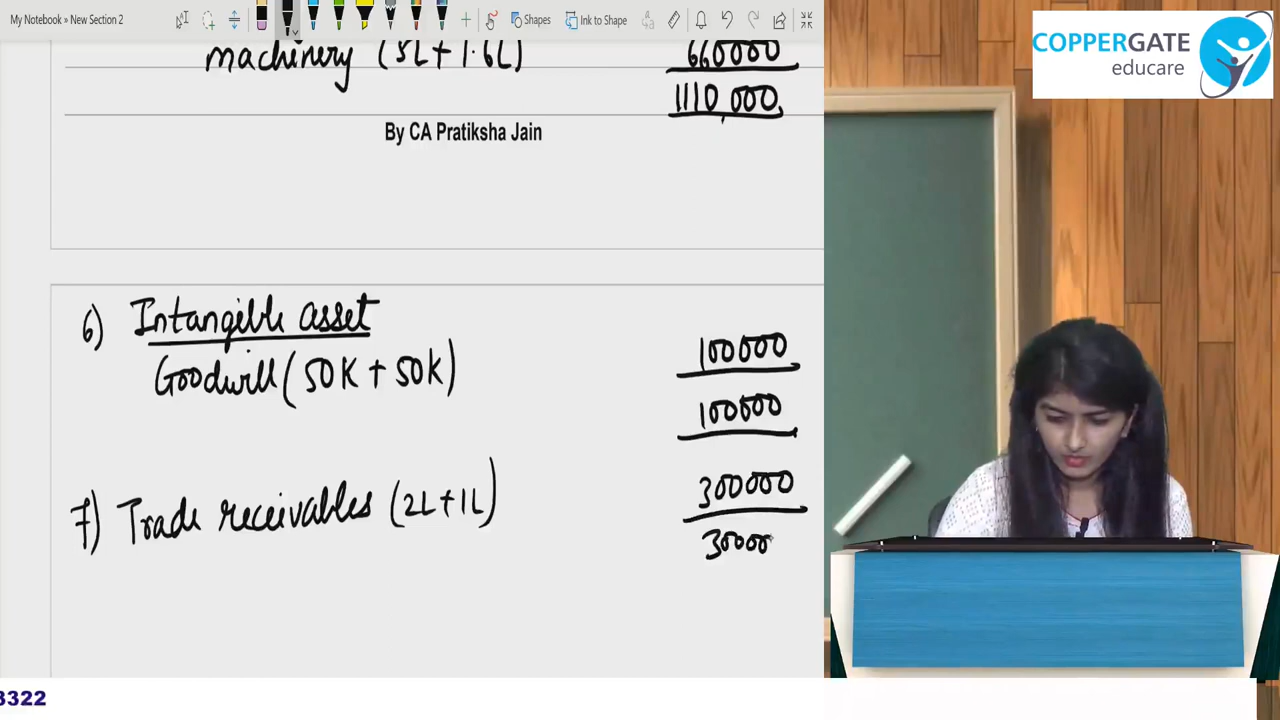 My Notebook » New Section 2
Shapes
Ink to Shape
COPPERGATE
educare
machinery (5L + 1.6L) 660000
1110,000
By CA Pratiksha Jain
6) Intangible asset
Goodwill (50K + 50K) 100000
100000
7) Trade receivables (2L + 1L) 300000
30000
3322